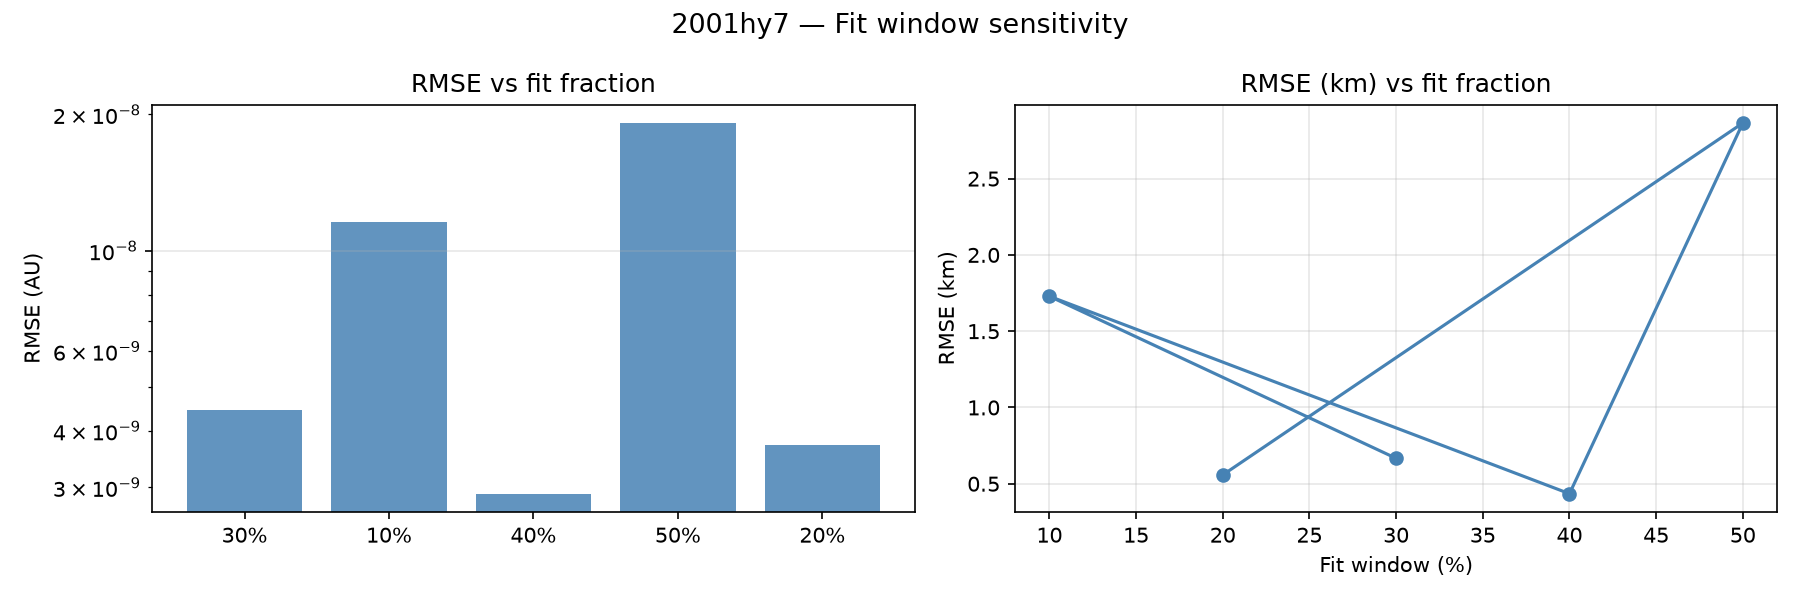 2001hy7 — Fit window sensitivity
RMSE vs fit fraction
RMSE (AU)
2 × 10⁻⁸
10⁻⁸
6 × 10⁻⁹
4 × 10⁻⁹
3 × 10⁻⁹
30% 10% 40% 50% 20%
RMSE (km) vs fit fraction
RMSE (km)
2.5
2.0
1.5
1.0
0.5
10 15 20 25 30 35 40 45 50
Fit window (%)